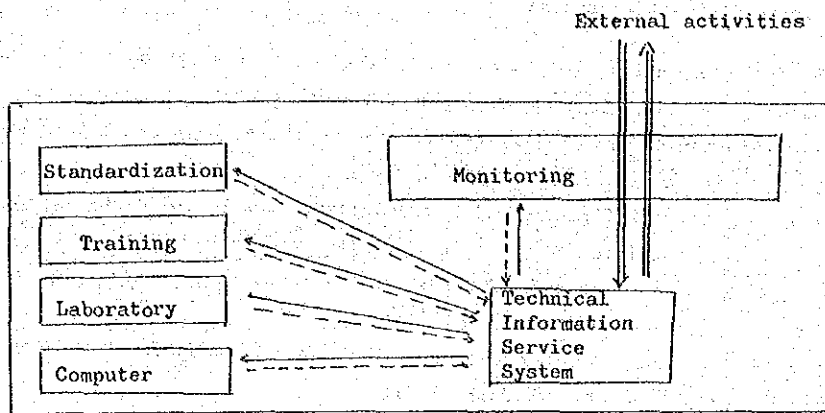 External activities
Standardization
Monitoring
Training
Technical
Laboratory
Information
Service
Computer
System